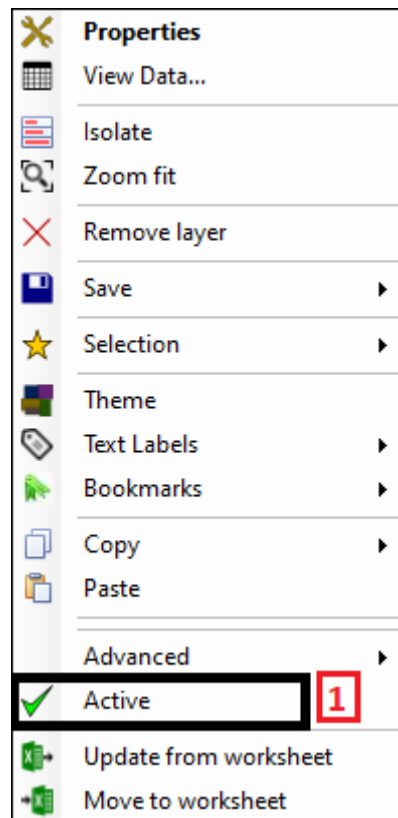 Properties
View Data...
Isolate
Zoom fit
Remove layer
Save
Selection
Theme
Text Labels
Bookmarks
Copy
Paste
Advanced
Active 1
Update from worksheet
Move to worksheet